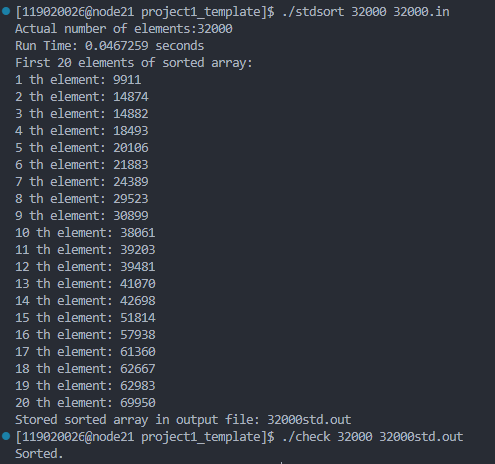 [119020026@node21 project1_template]$ ./stdsort 32000 32000.in
Actual number of elements:32000
Run Time: 0.0467259 seconds
First 20 elements of sorted array:
1 th element: 9911
2 th element: 14874
3 th element: 14882
4 th element: 18493
5 th element: 20106
6 th element: 21883
7 th element: 24389
8 th element: 29523
9 th element: 30899
10 th element: 38061
11 th element: 39203
12 th element: 39481
13 th element: 41070
14 th element: 42698
15 th element: 51814
16 th element: 57938
17 th element: 61360
18 th element: 62667
19 th element: 62983
20 th element: 69950
Stored sorted array in output file: 32000std.out
[119020026@node21 project1_template]$ ./check 32000 32000std.out
Sorted.